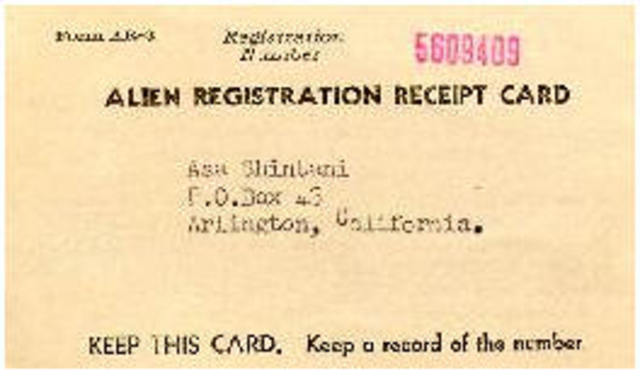 Form AR-3
Registration
Number
5609409
ALIEN REGISTRATION RECEIPT CARD
Asa Shintani
P.O.Box 43
Arlington, California.
KEEP THIS CARD. Keep a record of the number